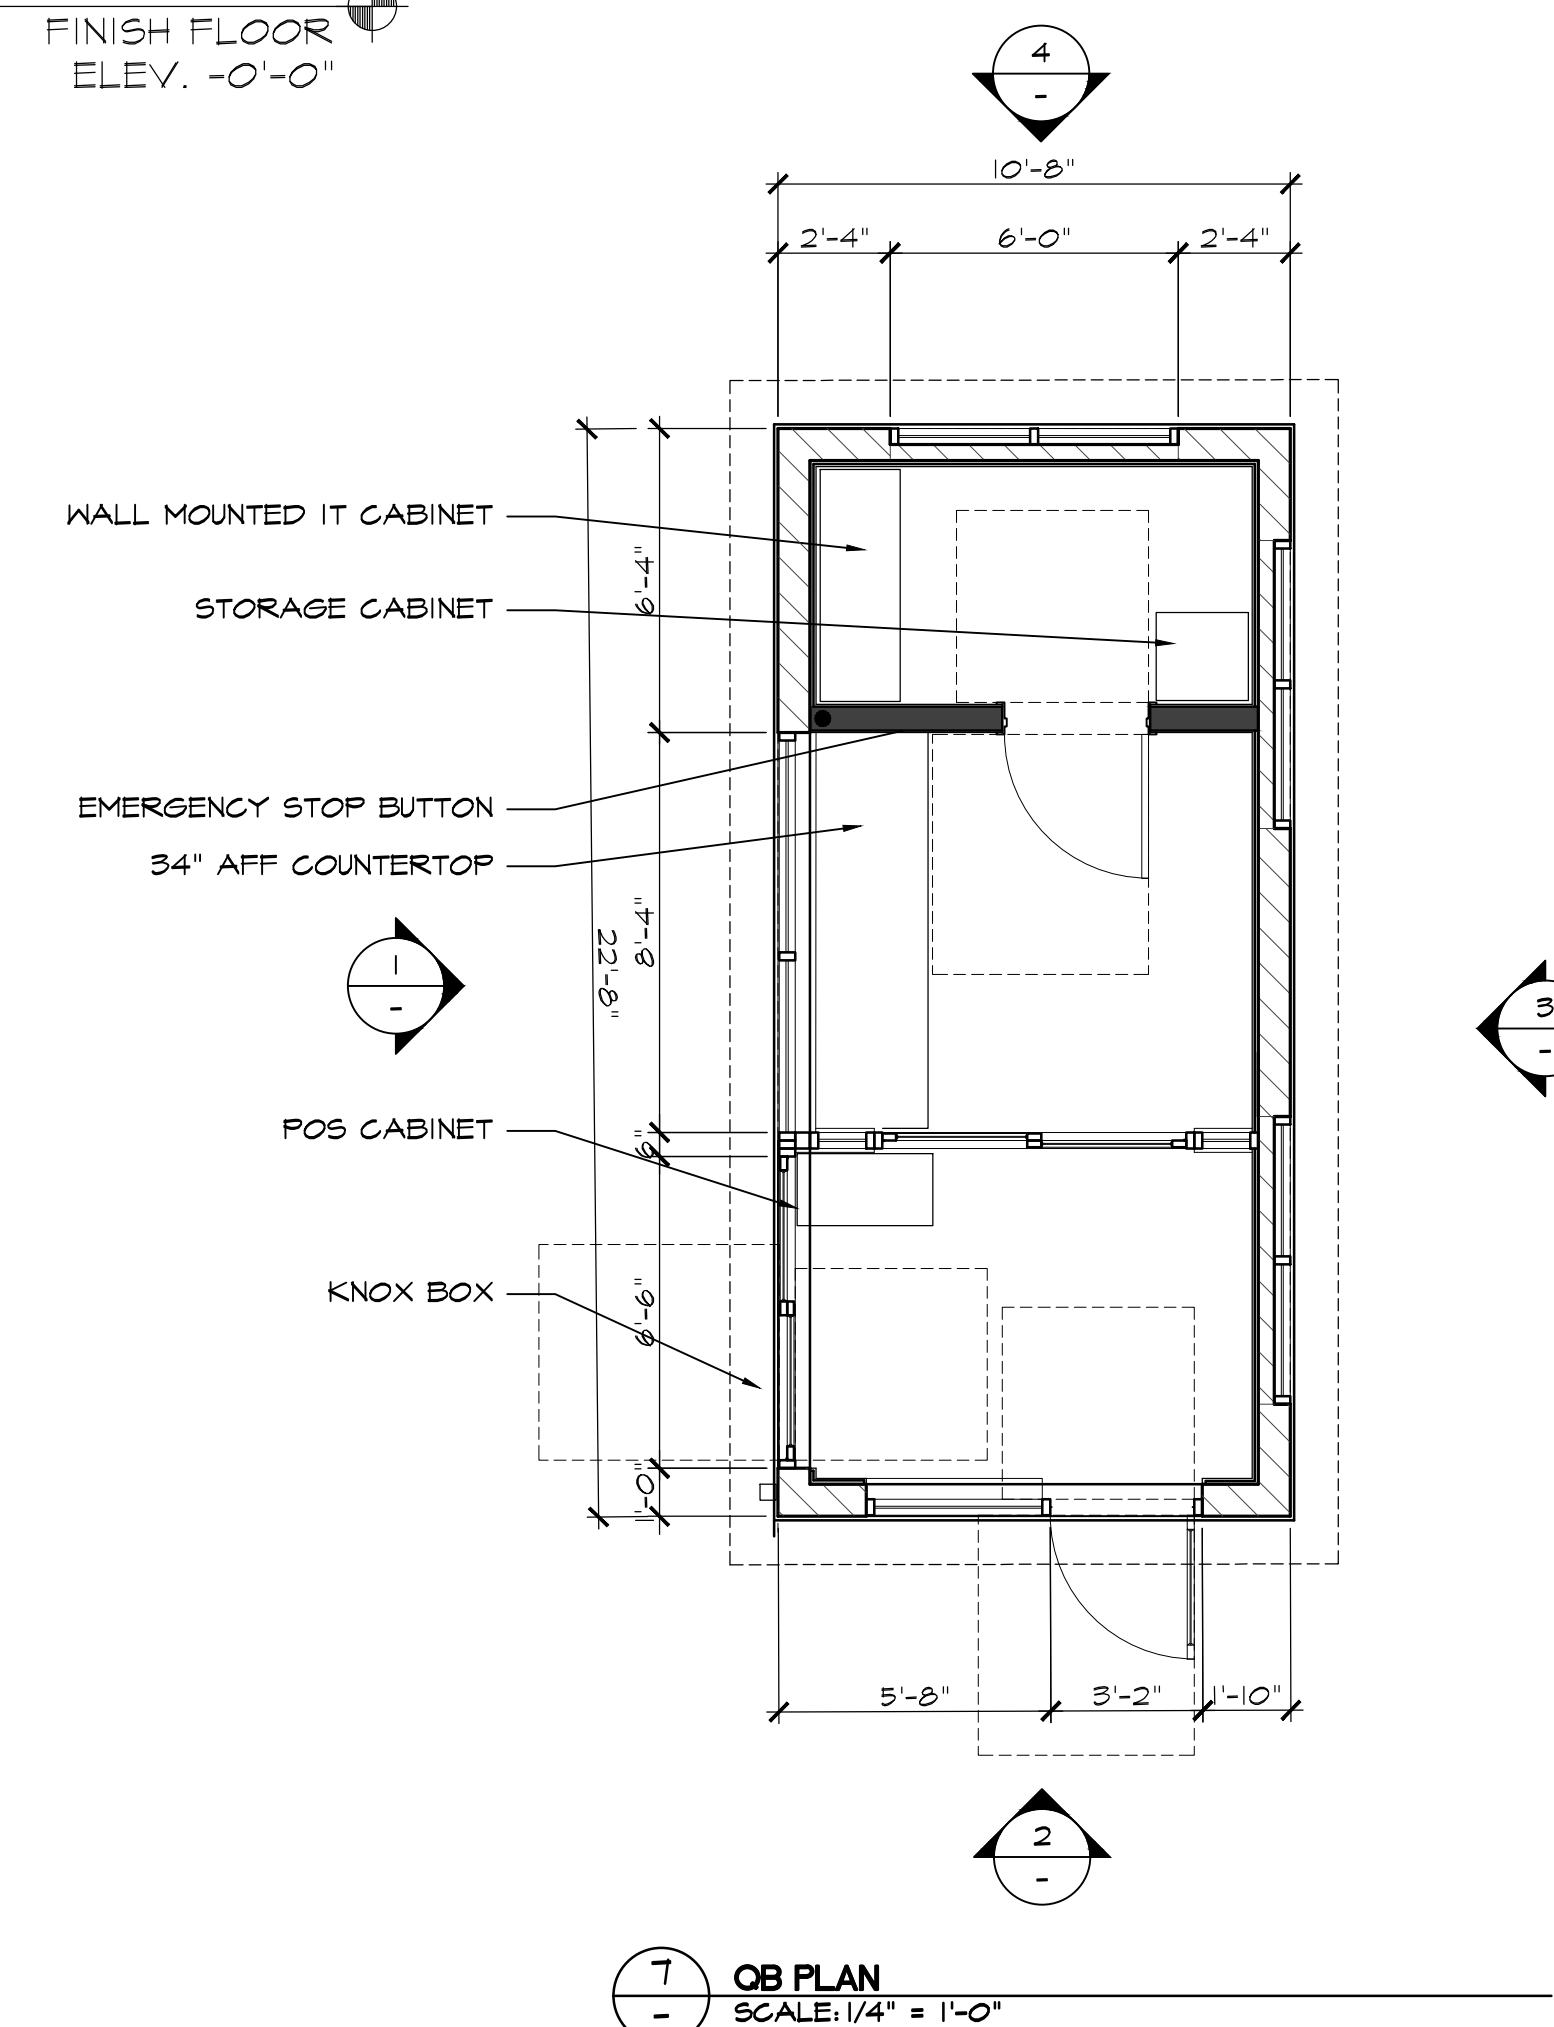 FINISH FLOOR
ELEV. -0'-0"
4
-
10'-8"
2'-4"
6'-0"
2'-4"
WALL MOUNTED IT CABINET
6'-4"
STORAGE CABINET
EMERGENCY STOP BUTTON
34" AFF COUNTERTOP
8'-4"
22'-8"
1
-
3
-
POS CABINET
6"
KNOX BOX
6'-6"
1'-0"
5'-8"
3'-2"
1'-10"
2
-
7
-
QB PLAN
SCALE: 1/4" = 1'-0"